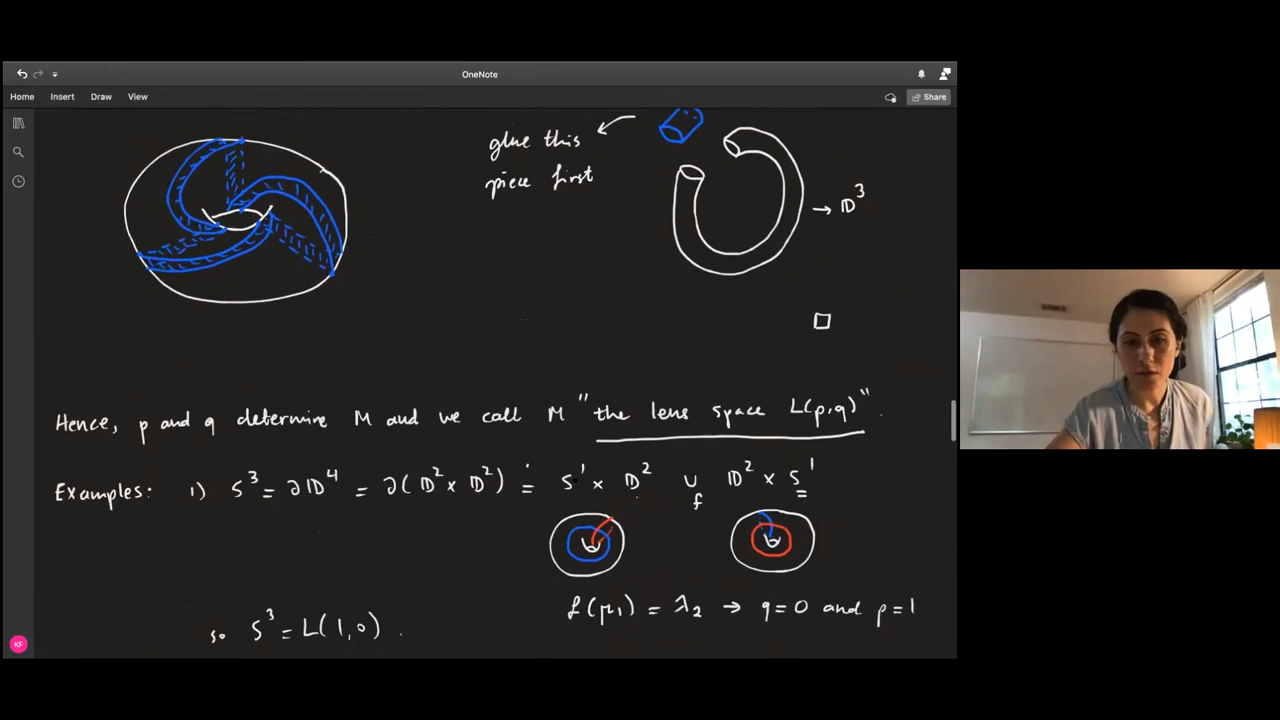 OneNote
Home Insert Draw View Share
glue this
piece first
→ D³
Hence, p and q determine M and we call M "the lens space L(p,q)".
Examples: 1) S³ = ∂D⁴ = ∂(D² × D²) = S¹ × D² ∪ D² × S¹
f
f(μ₁) = λ₂ → q=0 and p=1
so S³ = L(1,0).
KF